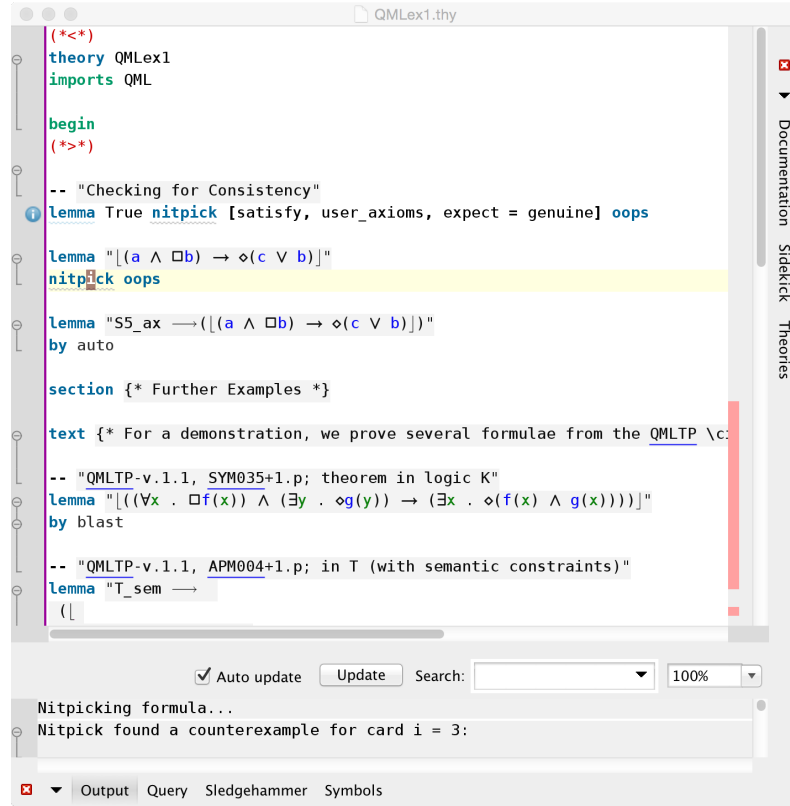 QMLex1.thy
(*<*)
theory QMLex1
imports QML
begin
(*>*)
-- "Checking for Consistency"
lemma True nitpick [satisfy, user_axioms, expect = genuine] oops
lemma "⌊(a ∧ □b) → ◇(c ∨ b)⌋"
nitpick oops
lemma "S5_ax ⟶(⌊(a ∧ □b) → ◇(c ∨ b)⌋)"
by auto
section {* Further Examples *}
text {* For a demonstration, we prove several formulae from the QMLTP \ci
-- "QMLTP-v.1.1, SYM035+1.p; theorem in logic K"
lemma "⌊((∀x . □f(x)) ∧ (∃y . ◇g(y)) → (∃x . ◇(f(x) ∧ g(x))))⌋"
by blast
-- "QMLTP-v.1.1, APM004+1.p; in T (with semantic constraints)"
lemma "T_sem ⟶
(⌊
Documentation
Sidekick
Theories
Auto update
Update
Search:
100%
Nitpicking formula...
Nitpick found a counterexample for card i = 3:
Output Query Sledgehammer Symbols